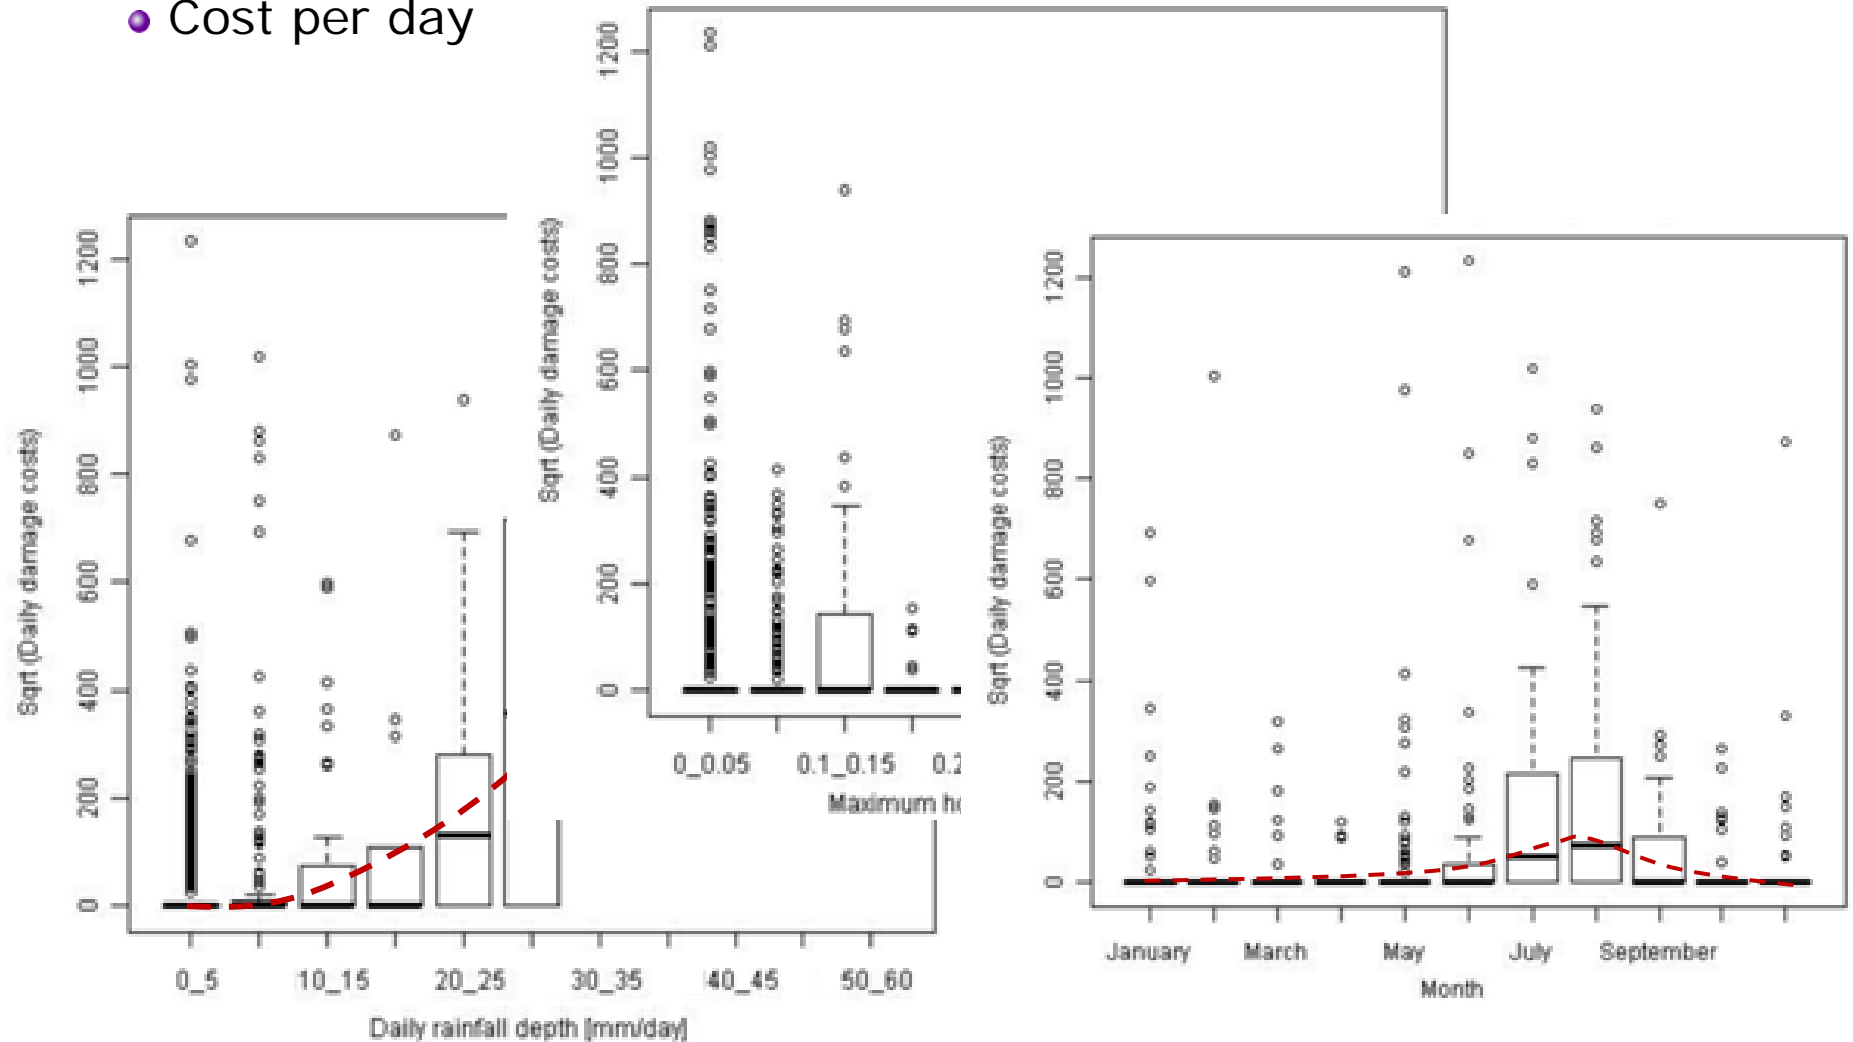 Cost per day
Sqrt (Daily damage costs)
1200
1000
800
600
400
200
0
0_5 10_15 20_25 30_35 40_45 50_60
Daily rainfall depth [mm/day]
Sqrt (Daily damage costs)
1200
1000
800
600
400
200
0
0_0.05 0.1_0.15 0.2
Maximum ho
Sqrt (Daily damage costs)
1200
1000
800
600
400
200
0
January March May July September
Month